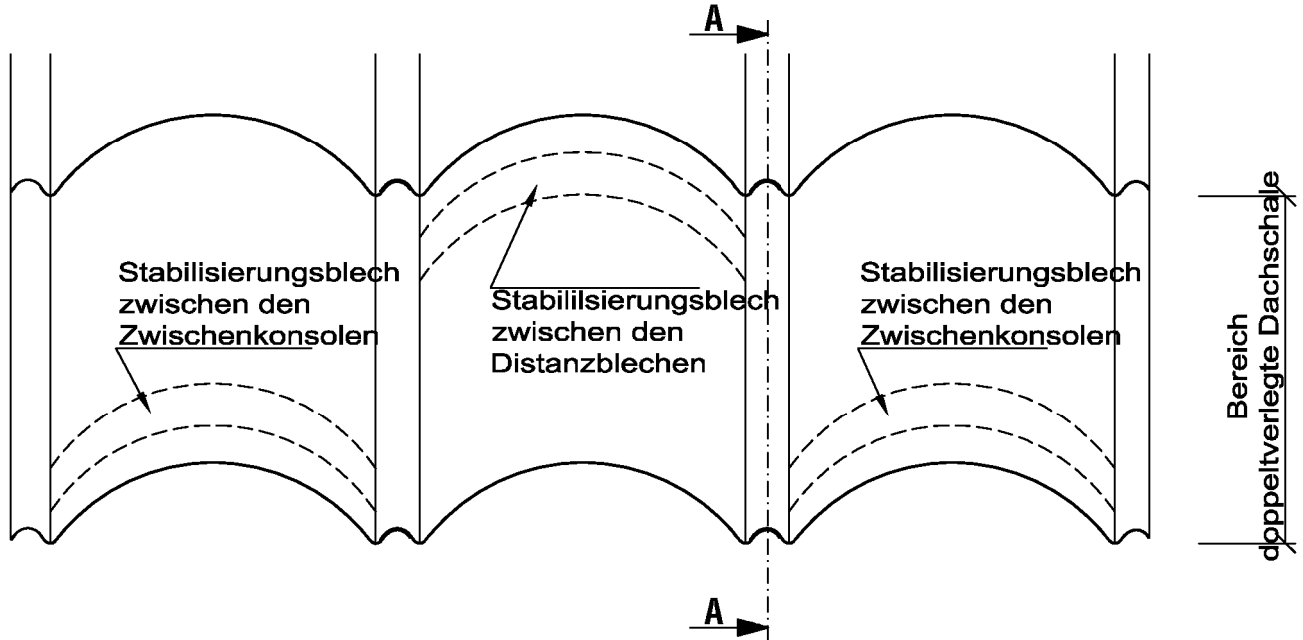 A
Stabilisierungsblech
zwischen den
Zwischenkonsolen
Stabililsierungsblech
zwischen den
Distanzblechen
Stabilisierungsblech
zwischen den
Zwischenkonsolen
Bereich
doppeltverlegte Dachschale
A